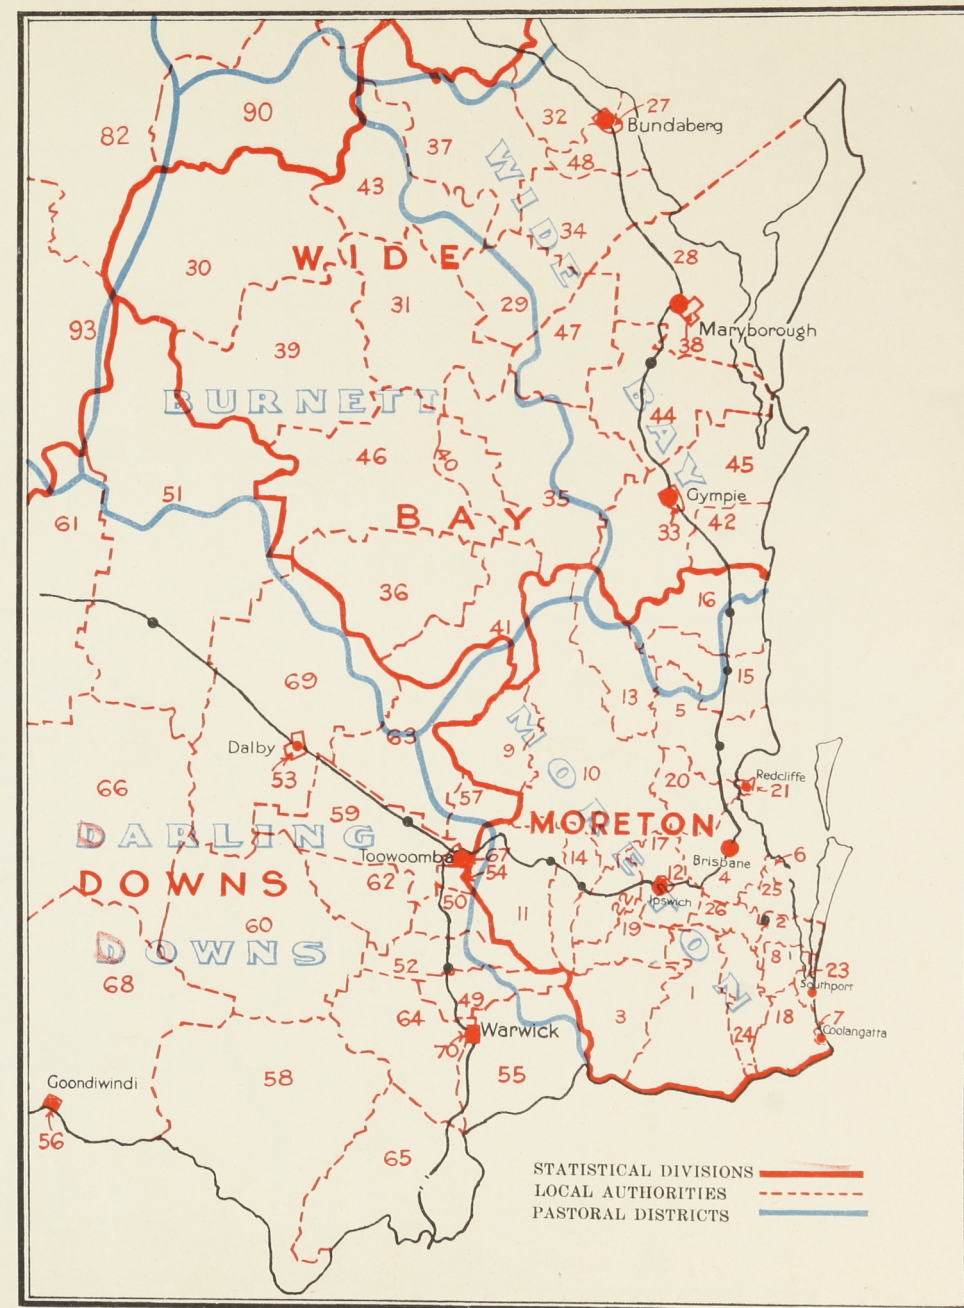 82
90
32
27
Bundaberg
37
48
43
WIDE
34
30
WIDE
28
31
29
47
Maryborough
93
39
38
BURNETT
BAY
44
46
40
45
51
35
Gympie
61
BAY
33
42
36
16
41
69
13
15
5
63
MORETON
Dalby
9
10
20
Redcliffe
53
21
66
57
59
DARLING
MORETON
Toowoomba
67
14
17
Brisbane
6
DOWNS
62
54
12
4
25
50
Ipswich
11
26
2
60
19
DOWNS
52
8
23
68
Southport
49
1
64
3
18
7
Warwick
24
Coolangatta
70
58
55
Goondiwindi
56
65
STATISTICAL DIVISIONS
LOCAL AUTHORITIES
PASTORAL DISTRICTS